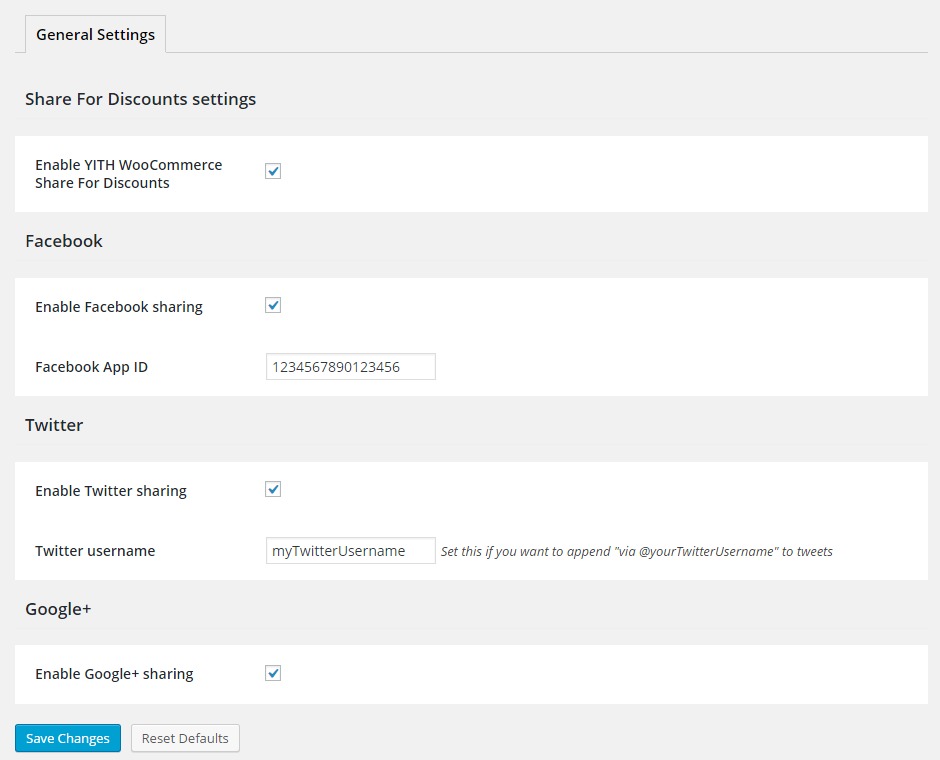 General Settings
Share For Discounts settings
Enable YITH WooCommerce
Share For Discounts
Facebook
Enable Facebook sharing
Facebook App ID
1234567890123456
Twitter
Enable Twitter sharing
Twitter username
myTwitterUsername
Set this if you want to append "via @yourTwitterUsername" to tweets
Google+
Enable Google+ sharing
Save Changes
Reset Defaults